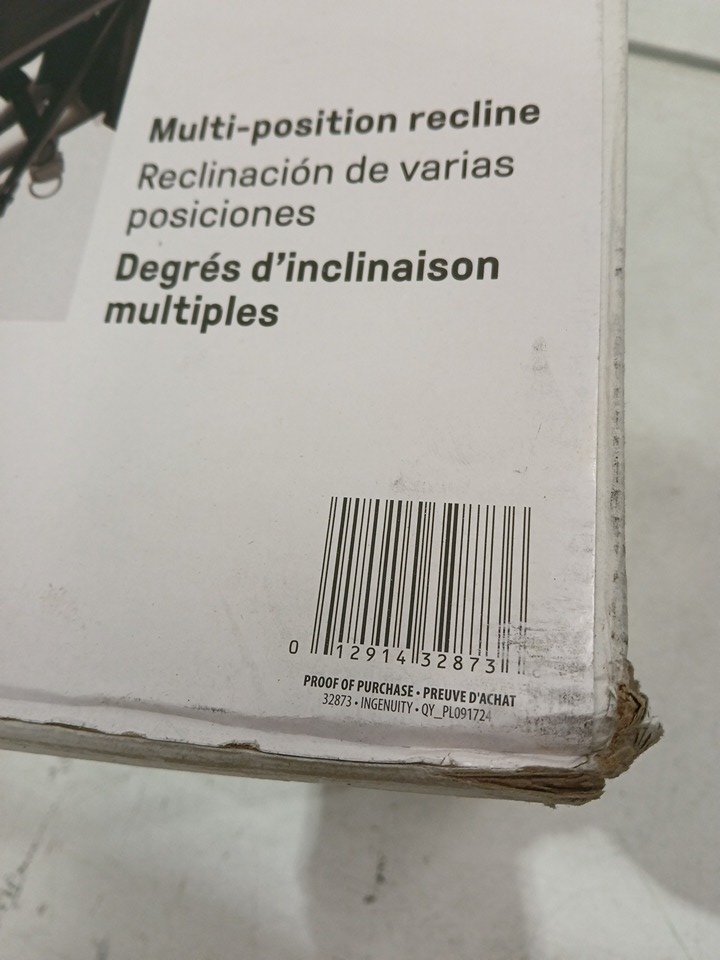 Multi-position recline
Reclinación de varias
posiciones
Degrés d'inclinaison
multiples
0 12914 32873
PROOF OF PURCHASE • PREUVE D'ACHAT
32873 • INGENUITY • QY_PL091724